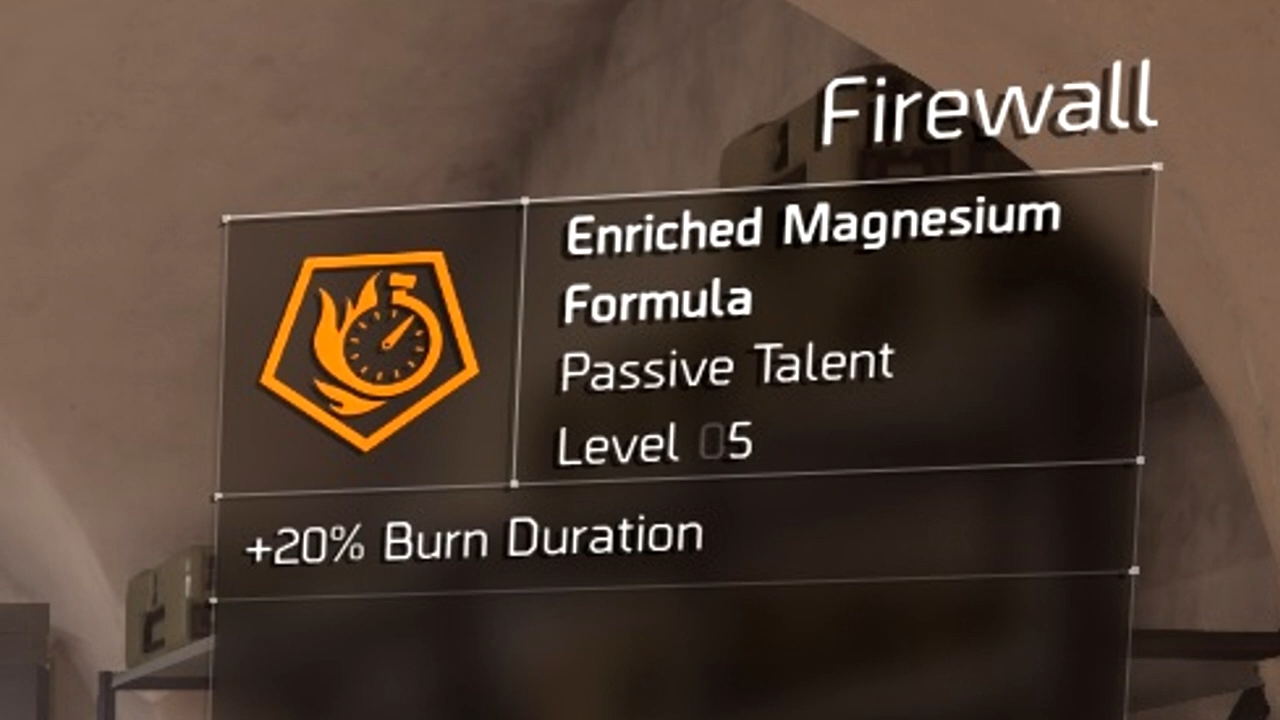 Firewall
Enriched Magnesium
Formula
Passive Talent
Level 05
+20% Burn Duration